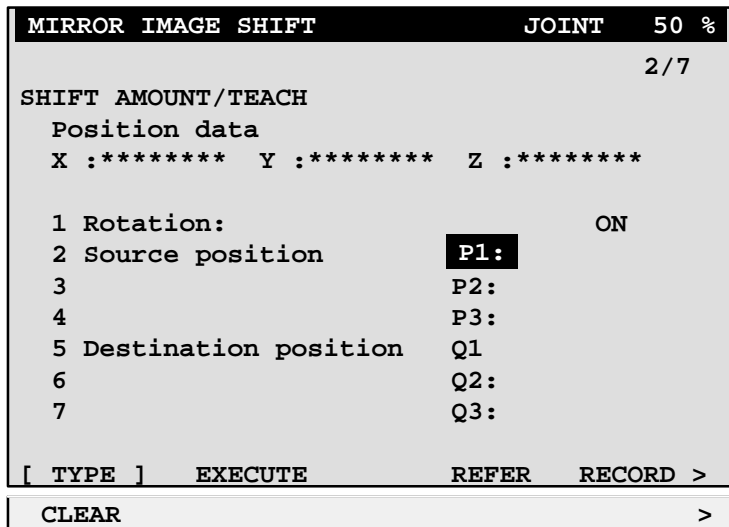 MIRROR IMAGE SHIFT JOINT 50 %
2/7
SHIFT AMOUNT/TEACH
Position data
X :******** Y :******** Z :********
1 Rotation: ON
2 Source position P1:
3 P2:
4 P3:
5 Destination position Q1
6 Q2:
7 Q3:
[ TYPE ] EXECUTE REFER RECORD >
CLEAR >